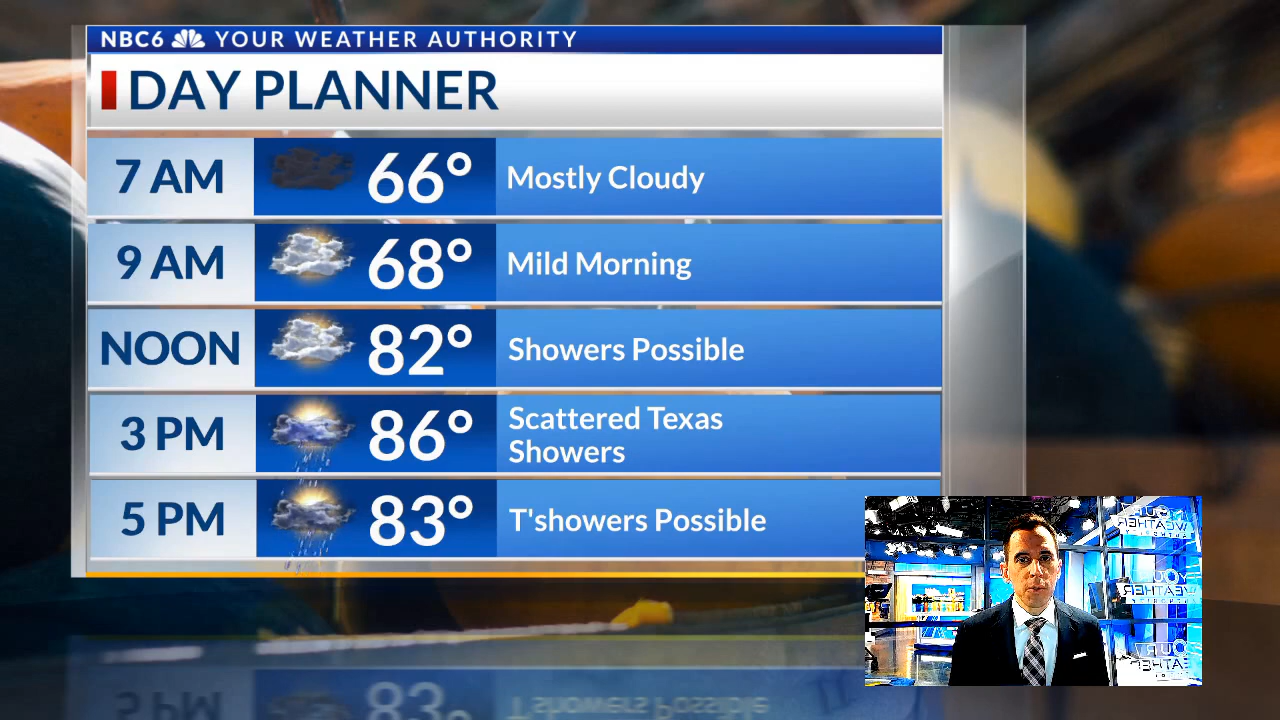 NBC6 YOUR WEATHER AUTHORITY
DAY PLANNER
7 AM 66° Mostly Cloudy
9 AM 68° Mild Morning
NOON 82° Showers Possible
3 PM 86° Scattered Texas
Showers
5 PM 83° T'showers Possible